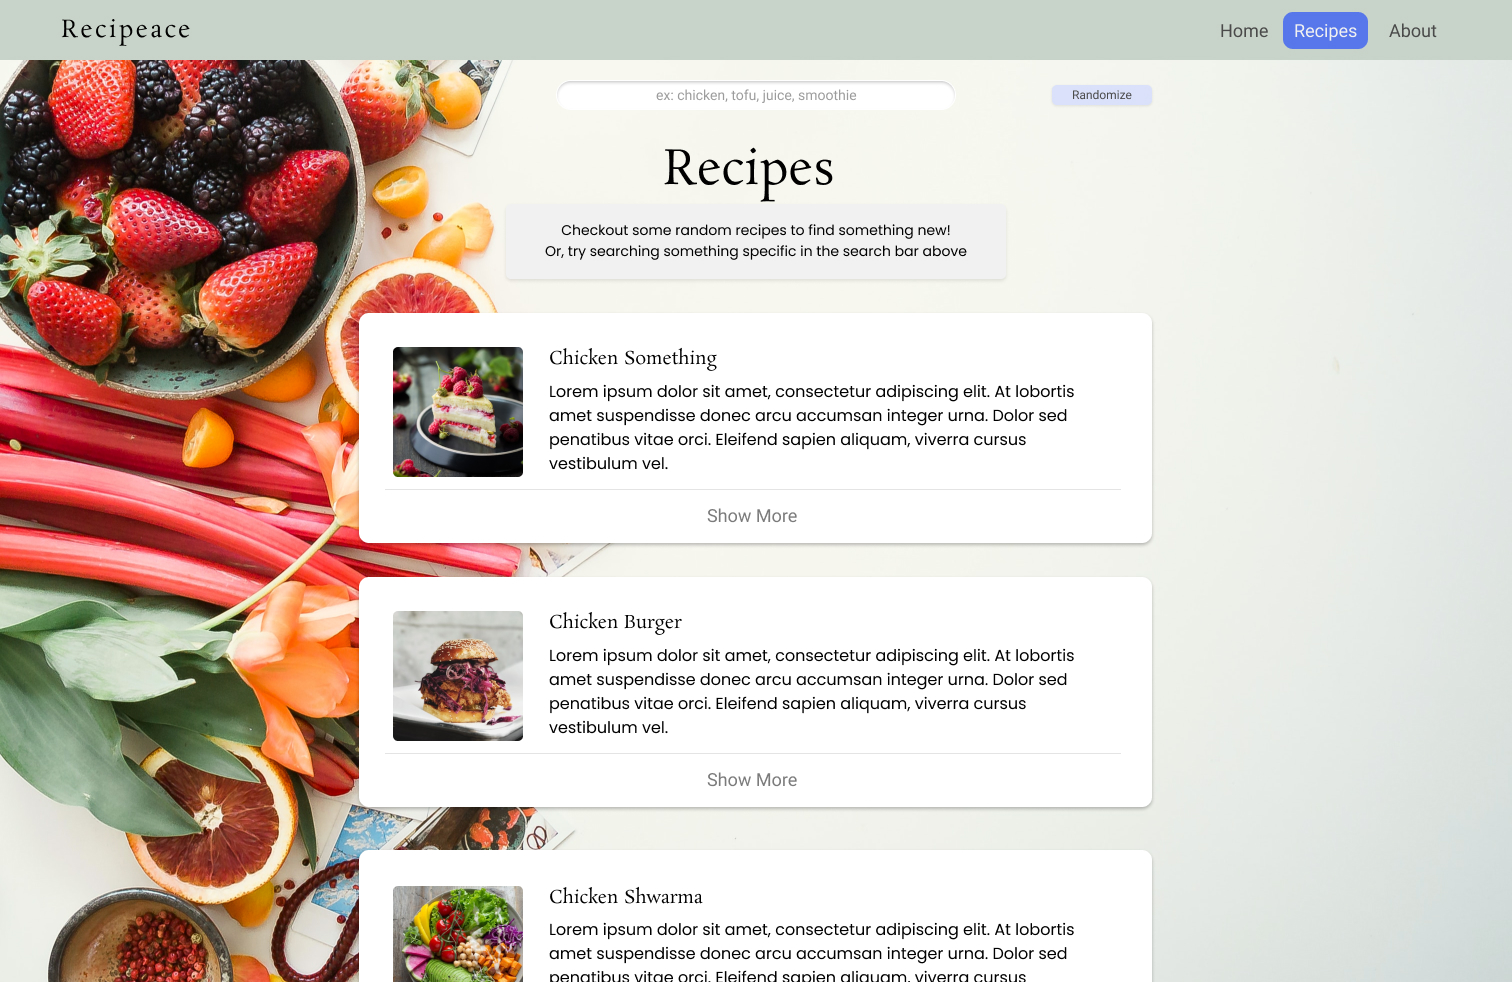 Recipeace
Home Recipes About
ex: chicken, tofu, juice, smoothie
Randomize
Recipes
Checkout some random recipes to find something new!
Or, try searching something specific in the search bar above
Chicken Something
Lorem ipsum dolor sit amet, consectetur adipiscing elit. At lobortis
amet suspendisse donec arcu accumsan integer urna. Dolor sed
penatibus vitae orci. Eleifend sapien aliquam, viverra cursus
vestibulum vel.
Show More
Chicken Burger
Lorem ipsum dolor sit amet, consectetur adipiscing elit. At lobortis
amet suspendisse donec arcu accumsan integer urna. Dolor sed
penatibus vitae orci. Eleifend sapien aliquam, viverra cursus
vestibulum vel.
Show More
Chicken Shwarma
Lorem ipsum dolor sit amet, consectetur adipiscing elit. At lobortis
amet suspendisse donec arcu accumsan integer urna. Dolor sed
penatibus vitae orci. Eleifend sapien aliquam, viverra cursus